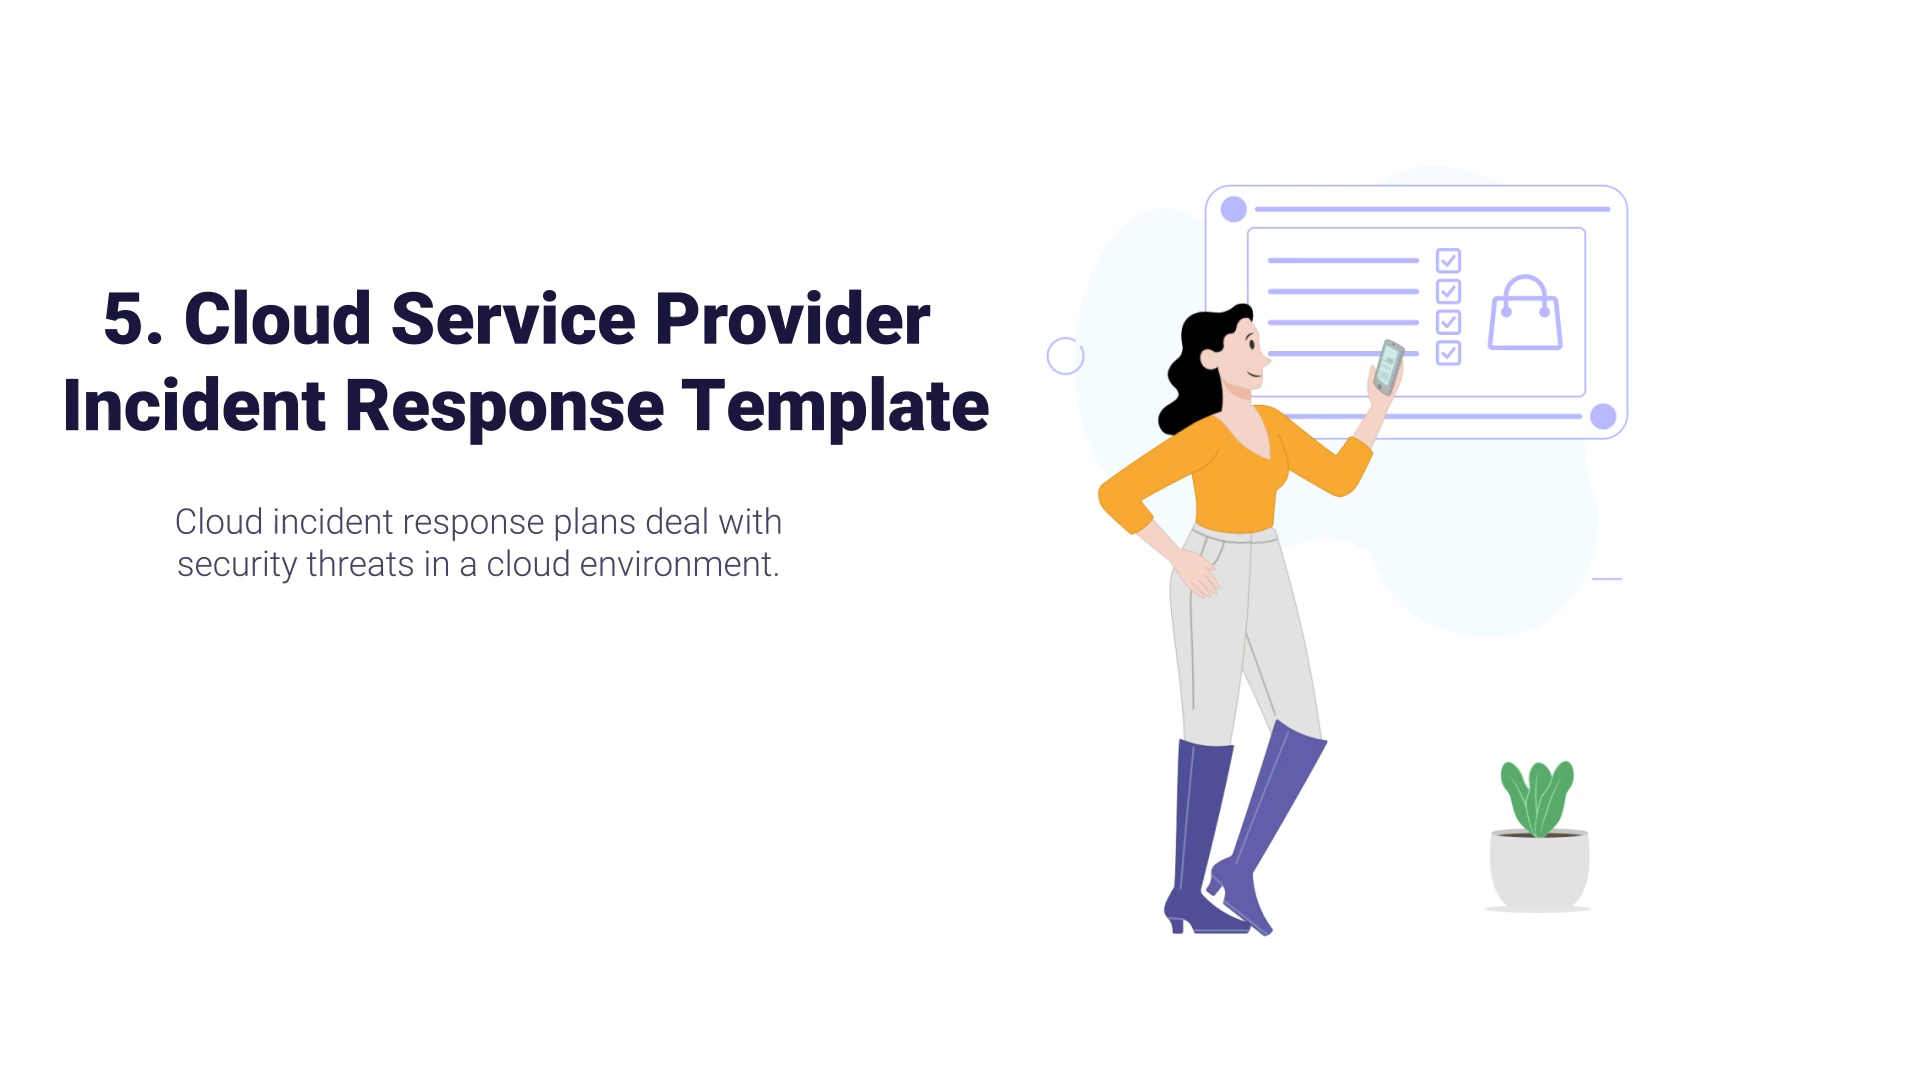 5. Cloud Service Provider
Incident Response Template
Cloud incident response plans deal with
security threats in a cloud environment.